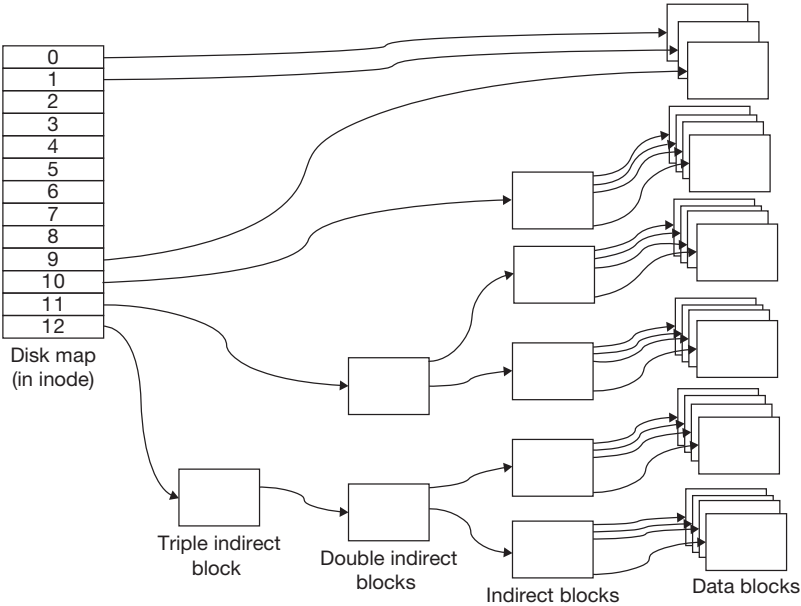 0
1
2
3
4
5
6
7
8
9
10
11
12
Disk map
(in inode)
Triple indirect
block
Double indirect
blocks
Indirect blocks
Data blocks